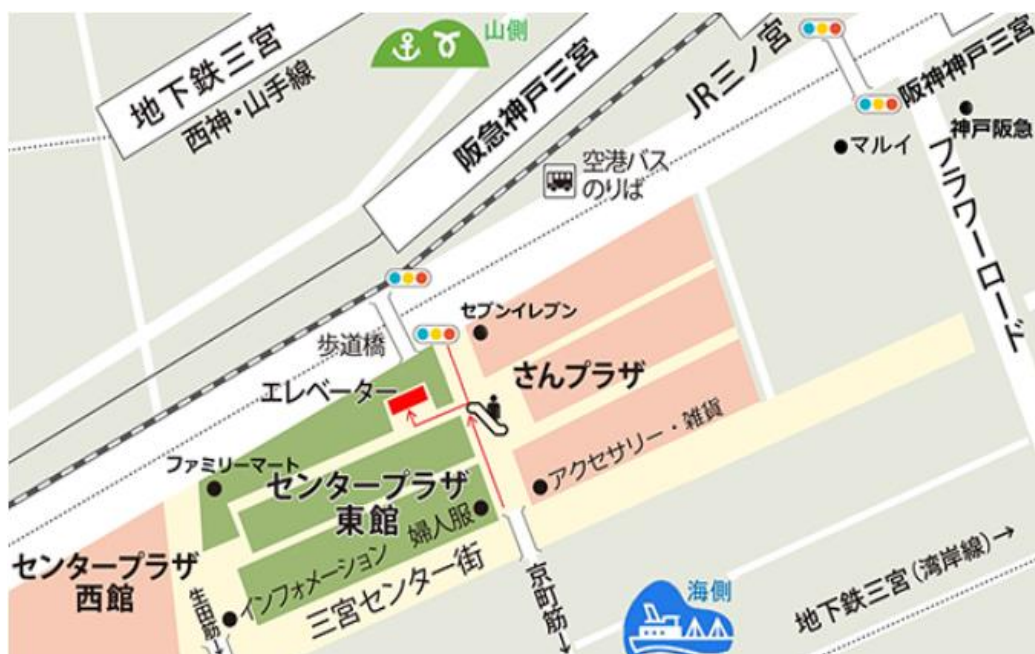 山側
地下鉄三宮
西神・山手線
阪急神戸三宮
JR三ノ宮
阪神神戸三宮
神戸阪急
マルイ
空港バス
のりば
フラワーロード
セブンイレブン
歩道橋
エレベーター
さんプラザ
ファミリーマート
センタープラザ
東館
アクセサリー・雑貨
婦人服
インフォメーション
センタープラザ
西館
生田筋→
三宮センター街
京町筋→
海側
地下鉄三宮(湾岸線)→